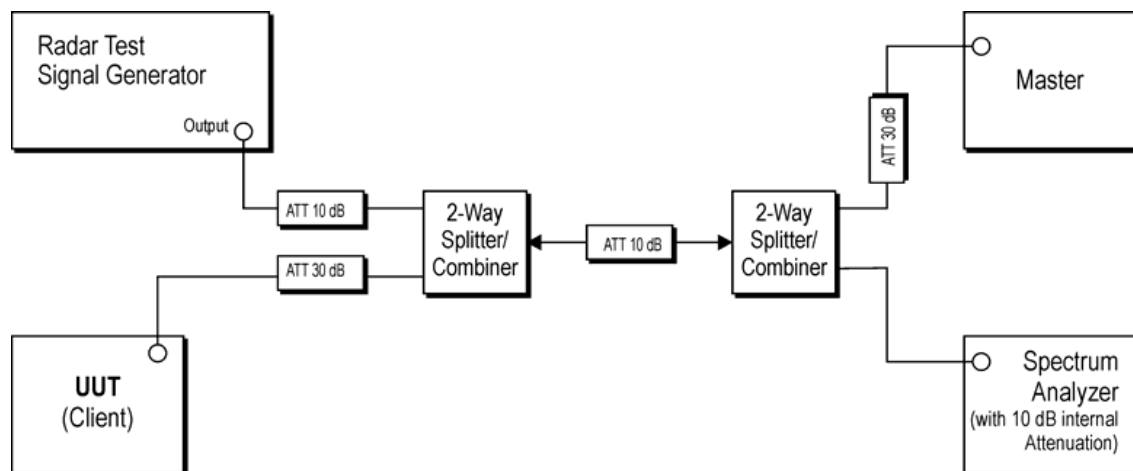 Radar Test
Signal Generator
Output
ATT 10 dB
ATT 30 dB
UUT
(Client)
2-Way
Splitter/
Combiner
ATT 10 dB
2-Way
Splitter/
Combiner
ATT 30 dB
Master
Spectrum
Analyzer
(with 10 dB internal
Attenuation)